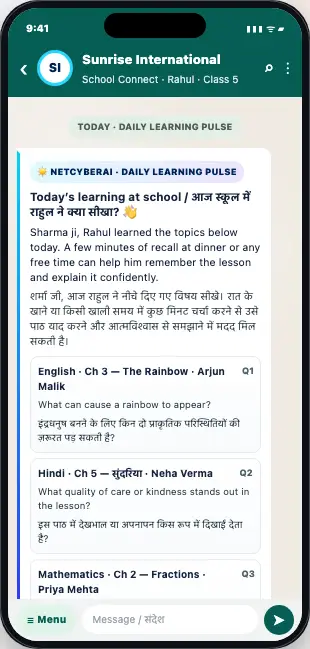 9:41
SI
Sunrise International
School Connect · Rahul · Class 5
TODAY · DAILY LEARNING PULSE
NETCYBERAI · DAILY LEARNING PULSE
Today's learning at school / आज स्कूल में
राहुल ने क्या सीखा? 👋
Sharma ji, Rahul learned the topics below
today. A few minutes of recall at dinner or any
free time can help him remember the lesson
and explain it confidently.
शर्मा जी, आज राहुल ने नीचे दिए गए विषय सीखे। रात के
खाने या किसी खाली समय में कुछ मिनट चर्चा करने से उसे
पाठ याद करने और आत्मविश्वास से समझाने में मदद मिल
सकती है।
English · Ch 3 — The Rainbow · Arjun Q1
Malik
What can cause a rainbow to appear?
इंद्रधनुष बनने के लिए किन दो प्राकृतिक परिस्थितियों की
ज़रूरत पड़ सकती है?
Hindi · Ch 5 — सुंदरिया · Neha Verma Q2
What quality of care or kindness stands out in
the lesson?
इस पाठ में देखभाल या अपनापन किस रूप में दिखाई देता
है?
Mathematics · Ch 2 — Fractions · Q3
Priya Mehta
≡ Menu
Message / संदेश